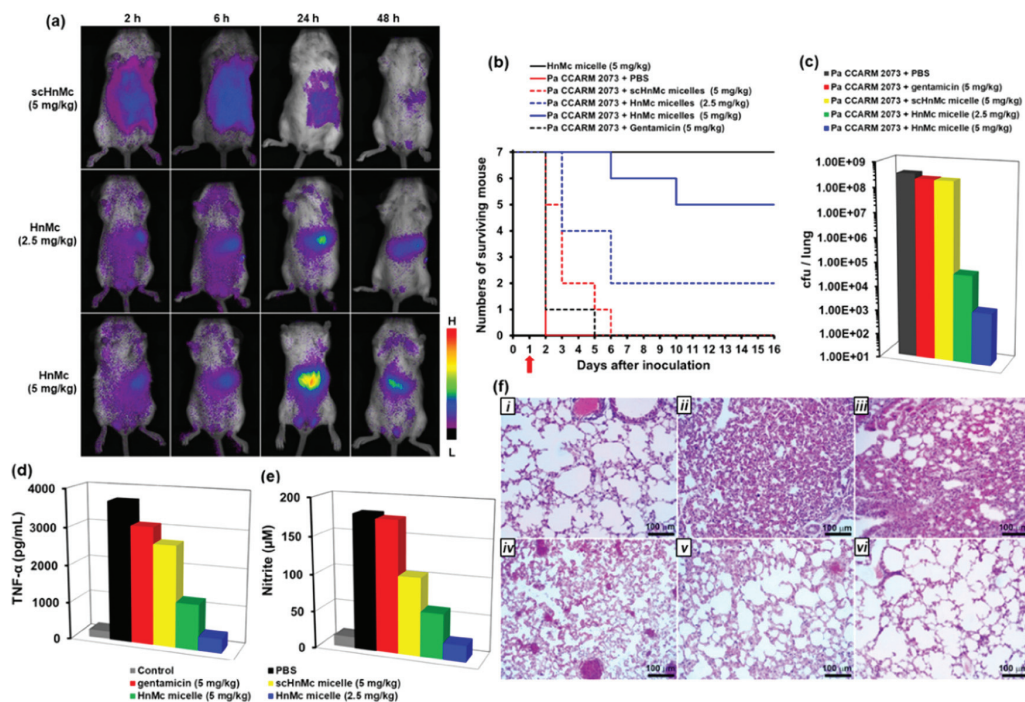 (a)
2 h 6 h 24 h 48 h
scHnMc
(5 mg/kg)
HnMc
(2.5 mg/kg)
HnMc
(5 mg/kg)
H
L
(b)
HnMc micelle (5 mg/kg)
Pa CCARM 2073 + PBS
Pa CCARM 2073 + scHnMc micelles (5 mg/kg)
Pa CCARM 2073 + HnMc micelles (2.5 mg/kg)
Pa CCARM 2073 + HnMc micelles (5 mg/kg)
Pa CCARM 2073 + Gentamicin (5 mg/kg)
Numbers of surviving mouse
7
6
5
4
3
2
1
0
0 1 2 3 4 5 6 7 8 9 10 11 12 13 14 15 16
Days after inoculation
(c)
Pa CCARM 2073 + PBS
Pa CCARM 2073 + gentamicin (5 mg/kg)
Pa CCARM 2073 + scHnMc micelle (5 mg/kg)
Pa CCARM 2073 + HnMc micelle (2.5 mg/kg)
Pa CCARM 2073 + HnMc micelle (5 mg/kg)
cfu / lung
1.00E+09
1.00E+08
1.00E+07
1.00E+06
1.00E+05
1.00E+04
1.00E+03
1.00E+02
1.00E+01
(d)
TNF-α (pg/mL)
4000
3000
2000
1000
0
(e)
Nitrite (μM)
200
150
100
50
0
Control
PBS
gentamicin (5 mg/kg)
scHnMc micelle (5 mg/kg)
HnMc micelle (5 mg/kg)
HnMc micelle (2.5 mg/kg)
(f)
i
100 μm
ii
100 μm
iii
100 μm
iv
100 μm
v
100 μm
vi
100 μm